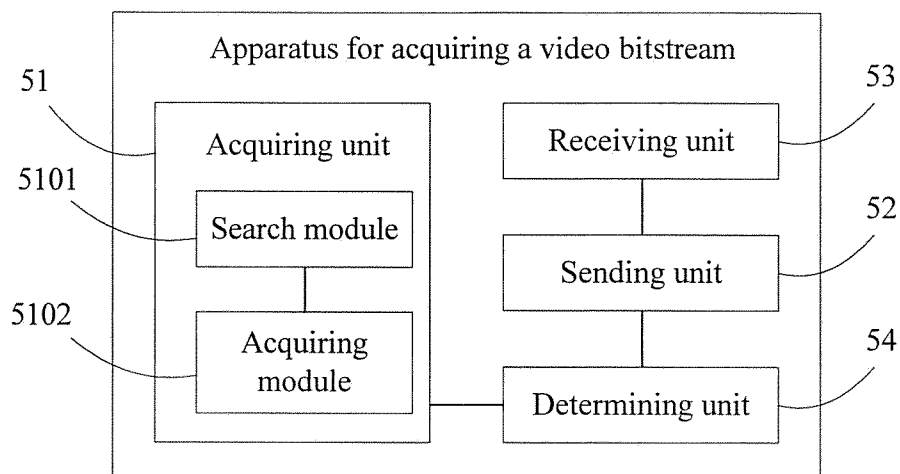 Apparatus for acquiring a video bitstream
51
Acquiring unit
5101
Search module
5102
Acquiring
module
53
Receiving unit
52
Sending unit
54
Determining unit